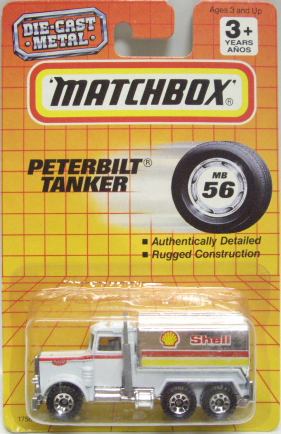 DIE-CAST
METAL
Ages 3 and Up
3+
YEARS
AÑOS
MATCHBOX®
PETERBILT®
TANKER
MB
56
■ Authentically Detailed
■ Rugged Construction
Shell